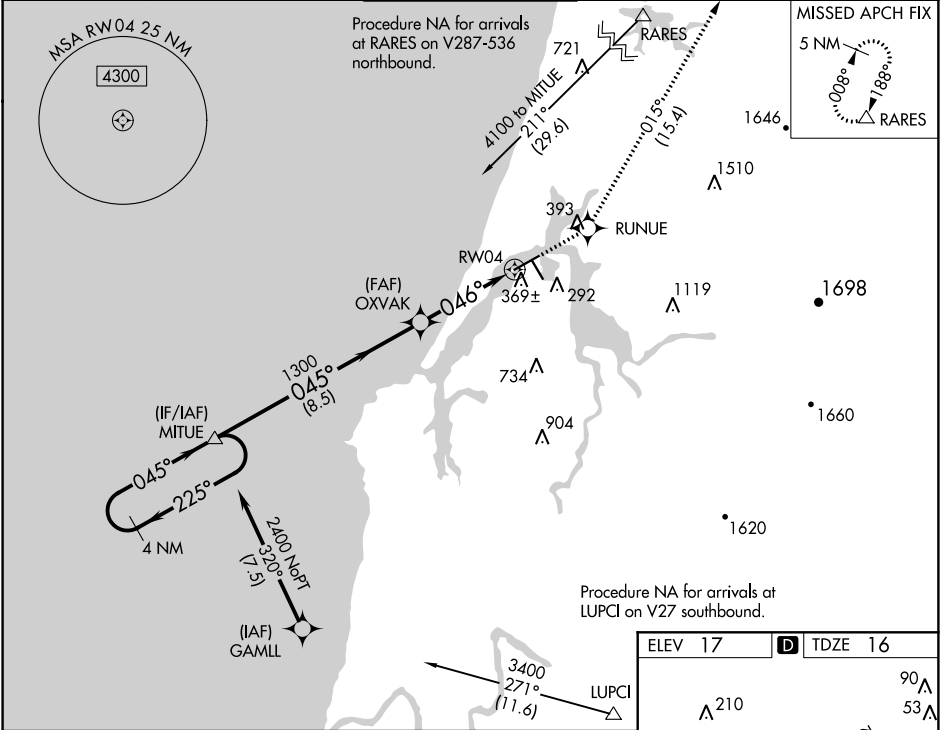 MSA RW04 25 NM
4300
Procedure NA for arrivals
at RARES on V287-536
northbound.
721
RARES
MISSED APCH FIX
5 NM
008°
188°
RARES
4100 to MITUE
211°
(29.6)
015°
(15.4)
1646
1510
393
RUNUE
RW04
(FAF)
OXVAK
046°
369±
292
1119
1698
1300
045°
(8.5)
734
(IF/IAF)
MITUE
904
1660
045°
225°
4 NM
1620
2400 NoPT
320°
(7.5)
(IAF)
GAMLL
Procedure NA for arrivals at
LUPCI on V27 southbound.
3400
271°
(11.6)
LUPCI
ELEV 17
D
TDZE 16
210
90
53